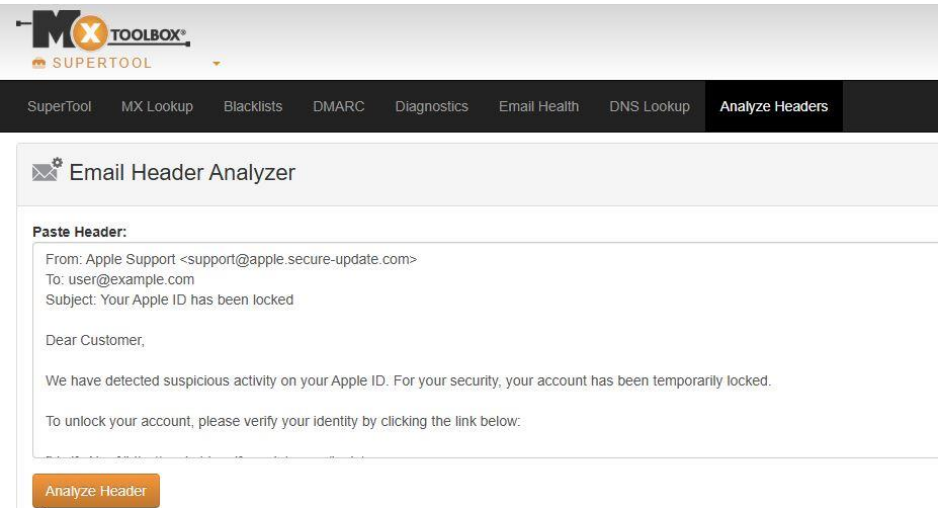 MX TOOLBOX®
SUPERTOOL
SuperTool MX Lookup Blacklists DMARC Diagnostics Email Health DNS Lookup Analyze Headers
Email Header Analyzer
Paste Header:
From: Apple Support <support@apple.secure-update.com>
To: user@example.com
Subject: Your Apple ID has been locked
Dear Customer,
We have detected suspicious activity on your Apple ID. For your security, your account has been temporarily locked.
To unlock your account, please verify your identity by clicking the link below:
Analyze Header